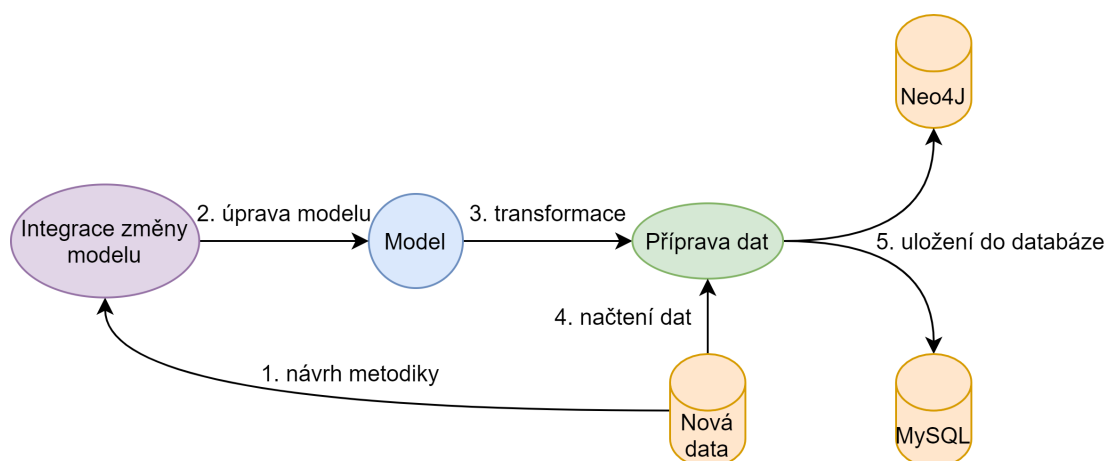 Neo4J
2. úprava modelu
3. transformace
Integrace změny
modelu
Model
Příprava dat
5. uložení do databáze
4. načtení dat
1. návrh metodiky
Nová
data
MySQL